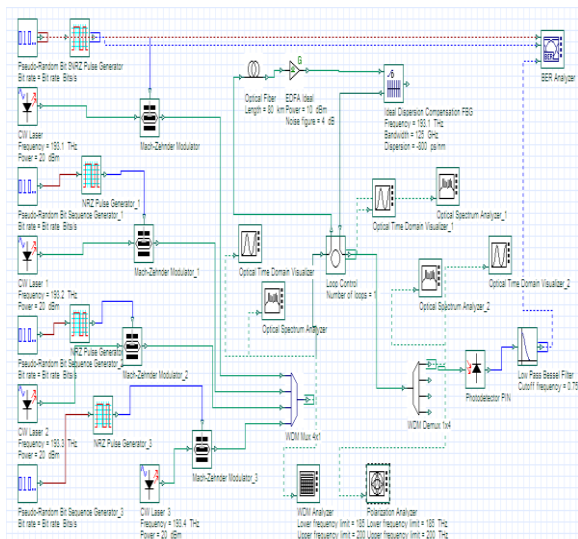 Pseudo-Random Bit S
NRZ Pulse Generator
Bit rate = Bit rate Bits/s
CW Laser
Frequency = 193.1 THz
Power = 20 dBm
Mach-Zehnder Modulator
Optical Fiber
Length = 80 km
EDFA Ideal
Power = 10 dBm
Noise figure = 4 dB
Ideal Dispersion Compensation FBG
Frequency = 193.1 THz
Bandwidth = 125 GHz
Dispersion = -800 ps/nm
BER
BER Analyzer
NRZ Pulse Generator_1
Pseudo-Random Bit Sequence Generator_1
Bit rate = Bit rate Bits/s
Mach-Zehnder Modulator_1
CW Laser 1
Frequency = 193.2 THz
Power = 20 dBm
Optical Time Domain Visualizer
Optical Spectrum Analyzer
Loop Control
Number of loops = 1
Optical Time Domain Visualizer_1
Optical Spectrum Analyzer_1
Optical Spectrum Analyzer_2
Optical Time Domain Visualizer_2
NRZ Pulse Generator_2
Pseudo-Random Bit Sequence Generator_2
Bit rate = Bit rate Bits/s
Mach-Zehnder Modulator_2
CW Laser 2
Frequency = 193.3 THz
Power = 20 dBm
NRZ Pulse Generator_3
WDM Mux 4x1
WDM Demux 1x4
Photodetector PIN
Low Pass Bessel Filter
Cutoff frequency = 0.75
Pseudo-Random Bit Sequence Generator_3
Bit rate = Bit rate Bits/s
Mach-Zehnder Modulator_3
CW Laser 3
Frequency = 193.4 THz
Power = 20 dBm
WDM Analyzer
Lower frequency limit = 185
Upper frequency limit = 200
Polarization Analyzer
Lower frequency limit = 185 THz
Upper frequency limit = 200 THz